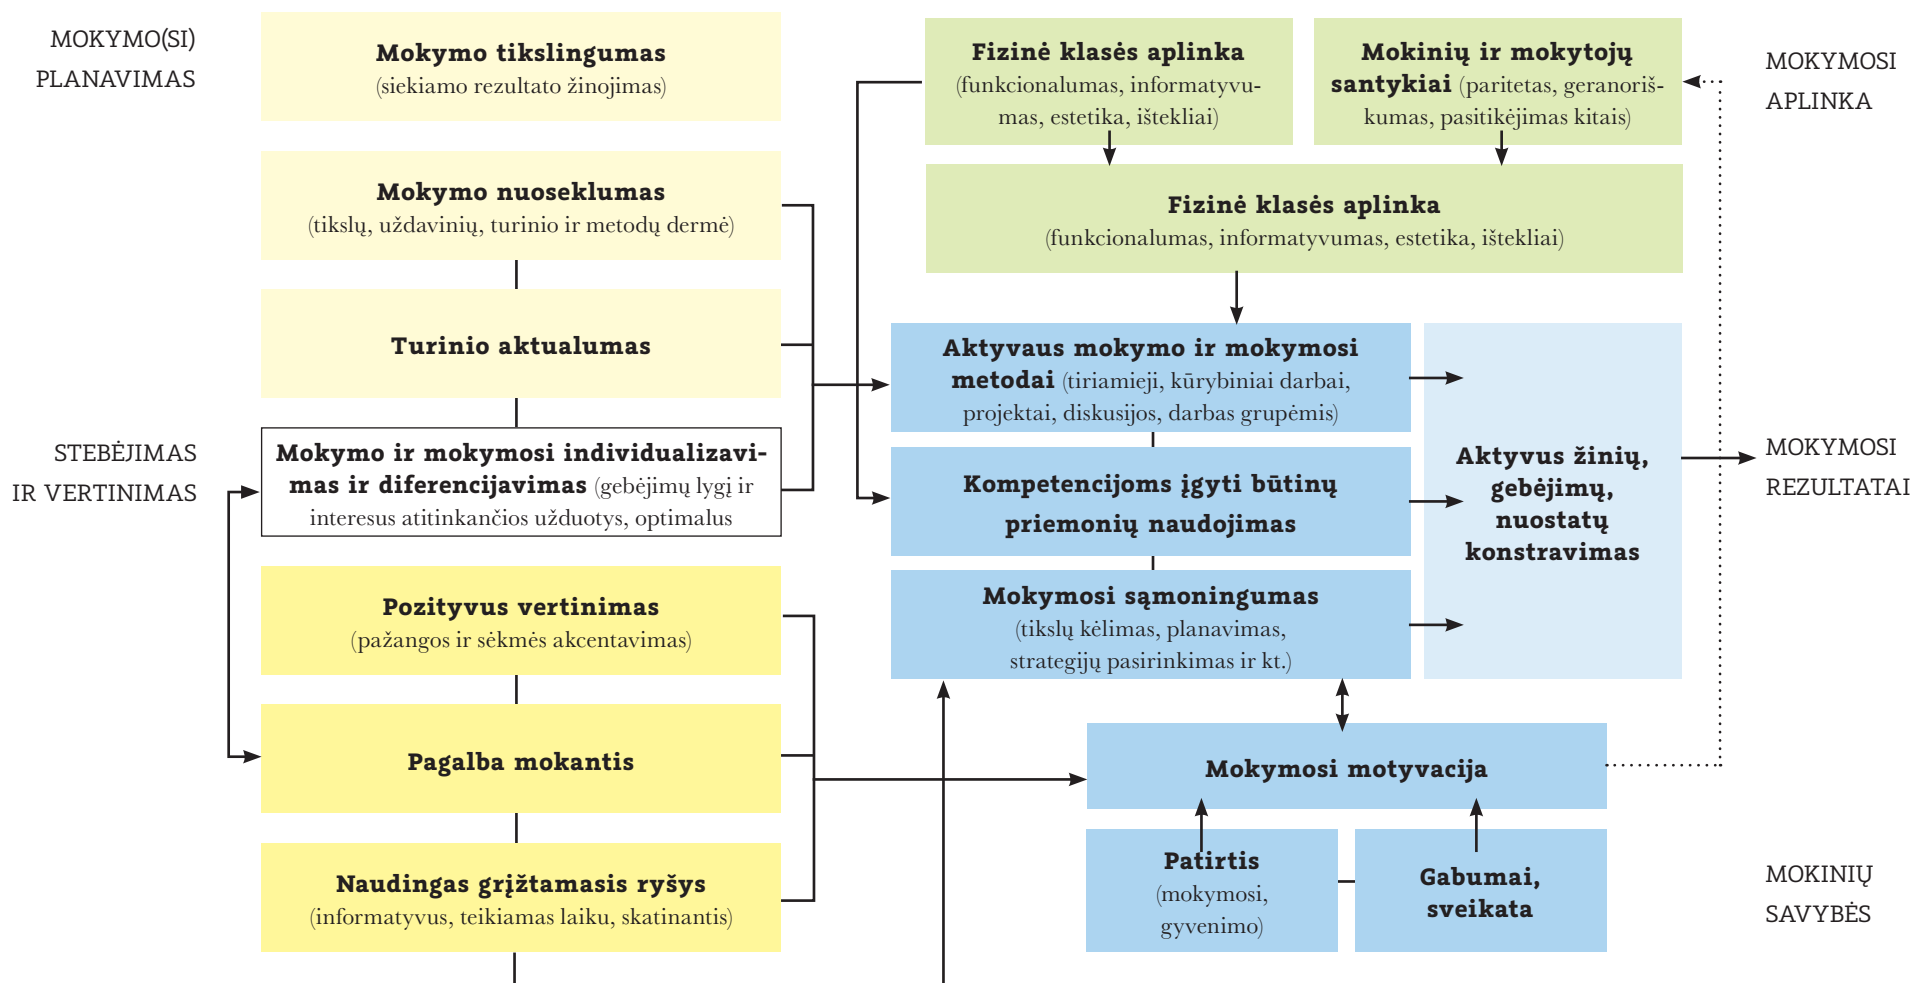 MOKYMO(SI)
PLANAVIMAS
Mokymo tikslingumas
(siekiamo rezultato žinojimas)
Mokymo nuoseklumas
(tikslų, uždavinių, turinio ir metodų dermė)
Turinio aktualumas
STEBĖJIMAS
IR VERTINIMAS
Mokymo ir mokymosi individualizavi-
mas ir diferencijavimas (gebėjimų lygį ir
interesus atitinkančios užduotys, optimalus
Pozityvus vertinimas
(pažangos ir sėkmės akcentavimas)
Pagalba mokantis
Naudingas grįžtamasis ryšys
(informatyvus, teikiamas laiku, skatinantis)
Fizinė klasės aplinka
(funkcionalumas, informatyvu-
mas, estetika, ištekliai)
Mokinių ir mokytojų
santykiai (paritetas, geranoriš-
kumas, pasitikėjimas kitais)
MOKYMOSI
APLINKA
Fizinė klasės aplinka
(funkcionalumas, informatyvumas, estetika, ištekliai)
Aktyvaus mokymo ir mokymosi
metodai (tiriamieji, kūrybiniai darbai,
projektai, diskusijos, darbas grupėmis)
Kompetencijoms įgyti būtinų
priemonių naudojimas
Mokymosi sąmoningumas
(tikslų kėlimas, planavimas,
strategijų pasirinkimas ir kt.)
Aktyvus žinių,
gebėjimų,
nuostatų
konstravimas
MOKYMOSI
REZULTATAI
Mokymosi motyvacija
Patirtis
(mokymosi,
gyvenimo)
Gabumai,
sveikata
MOKINIŲ
SAVYBĖS